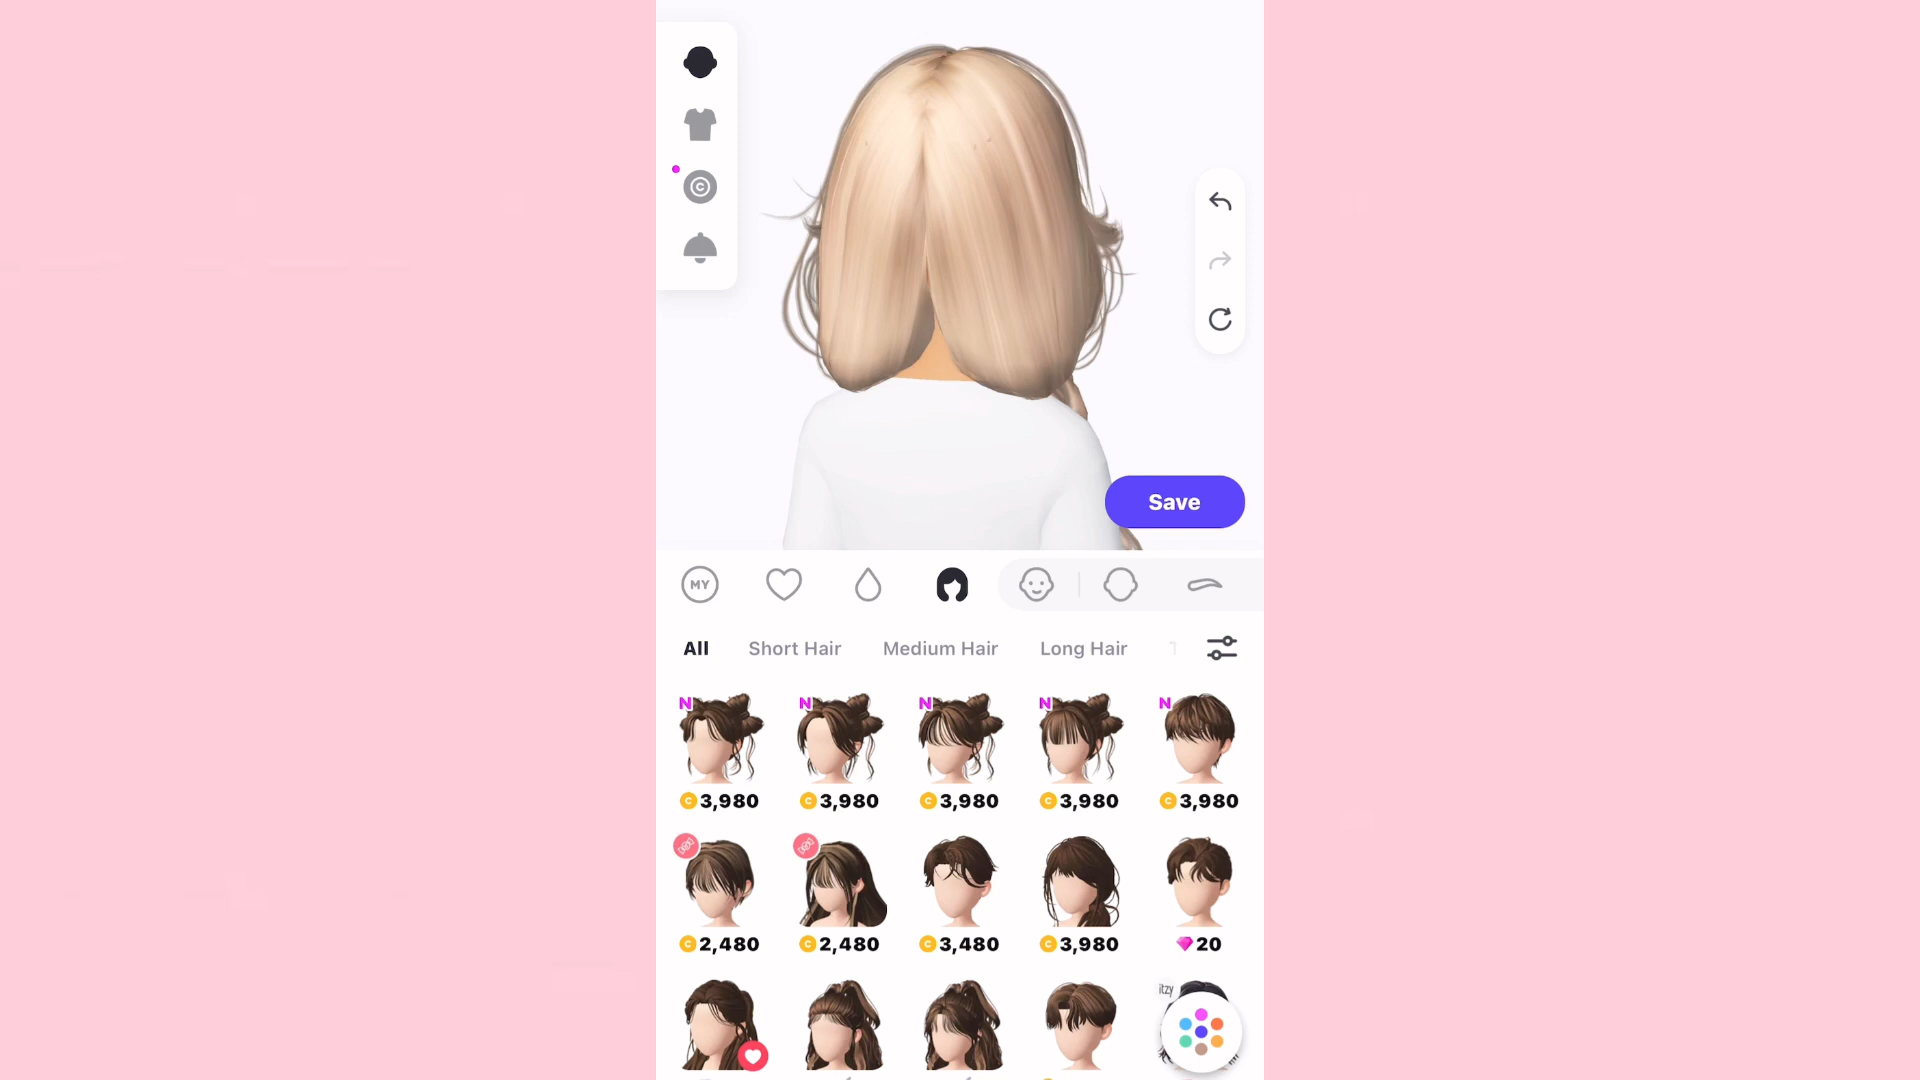 Save
MY
All Short Hair Medium Hair Long Hair
N N N N N
3,980 3,980 3,980 3,980 3,980
2,480 2,480 3,480 3,980 20
itzy